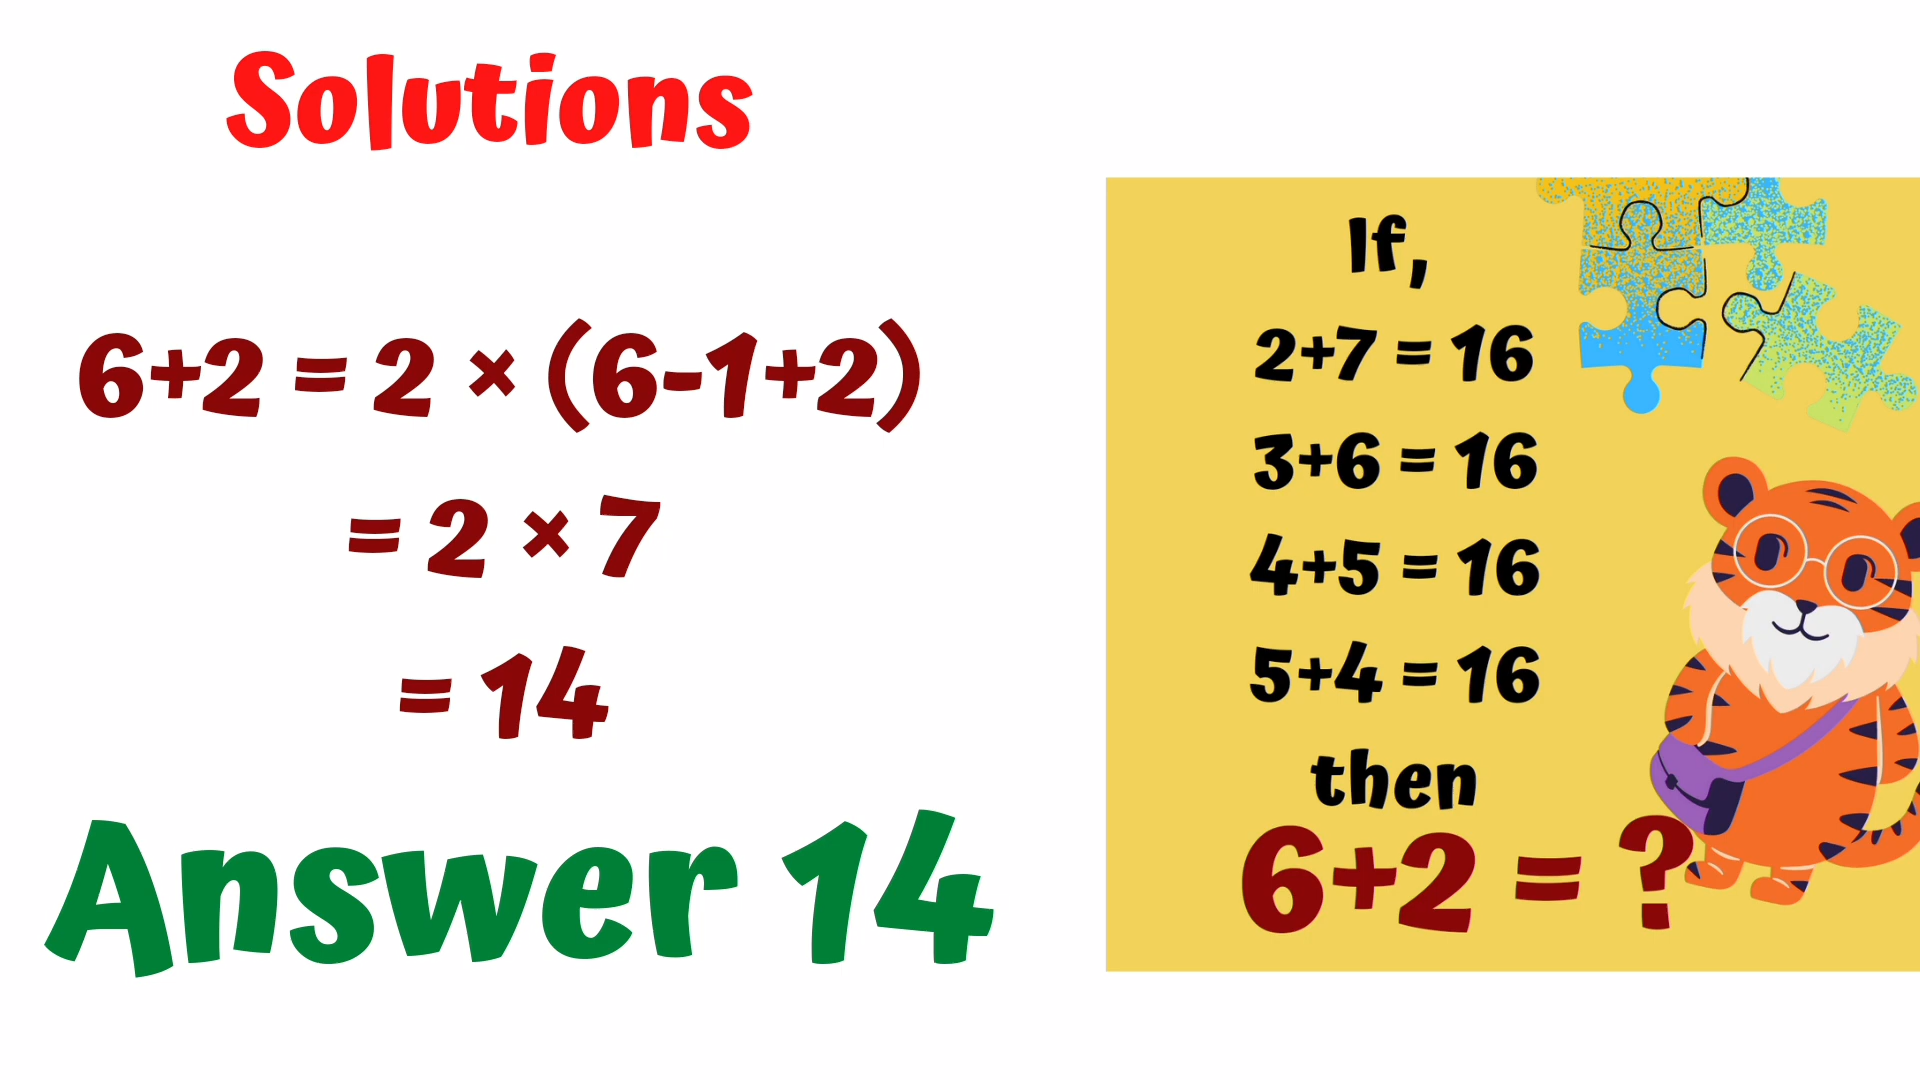 Solutions
6+2 = 2 × (6-1+2)
= 2 × 7
= 14
Answer 14
If,
2+7 = 16
3+6 = 16
4+5 = 16
5+4 = 16
then
6+2 = ?